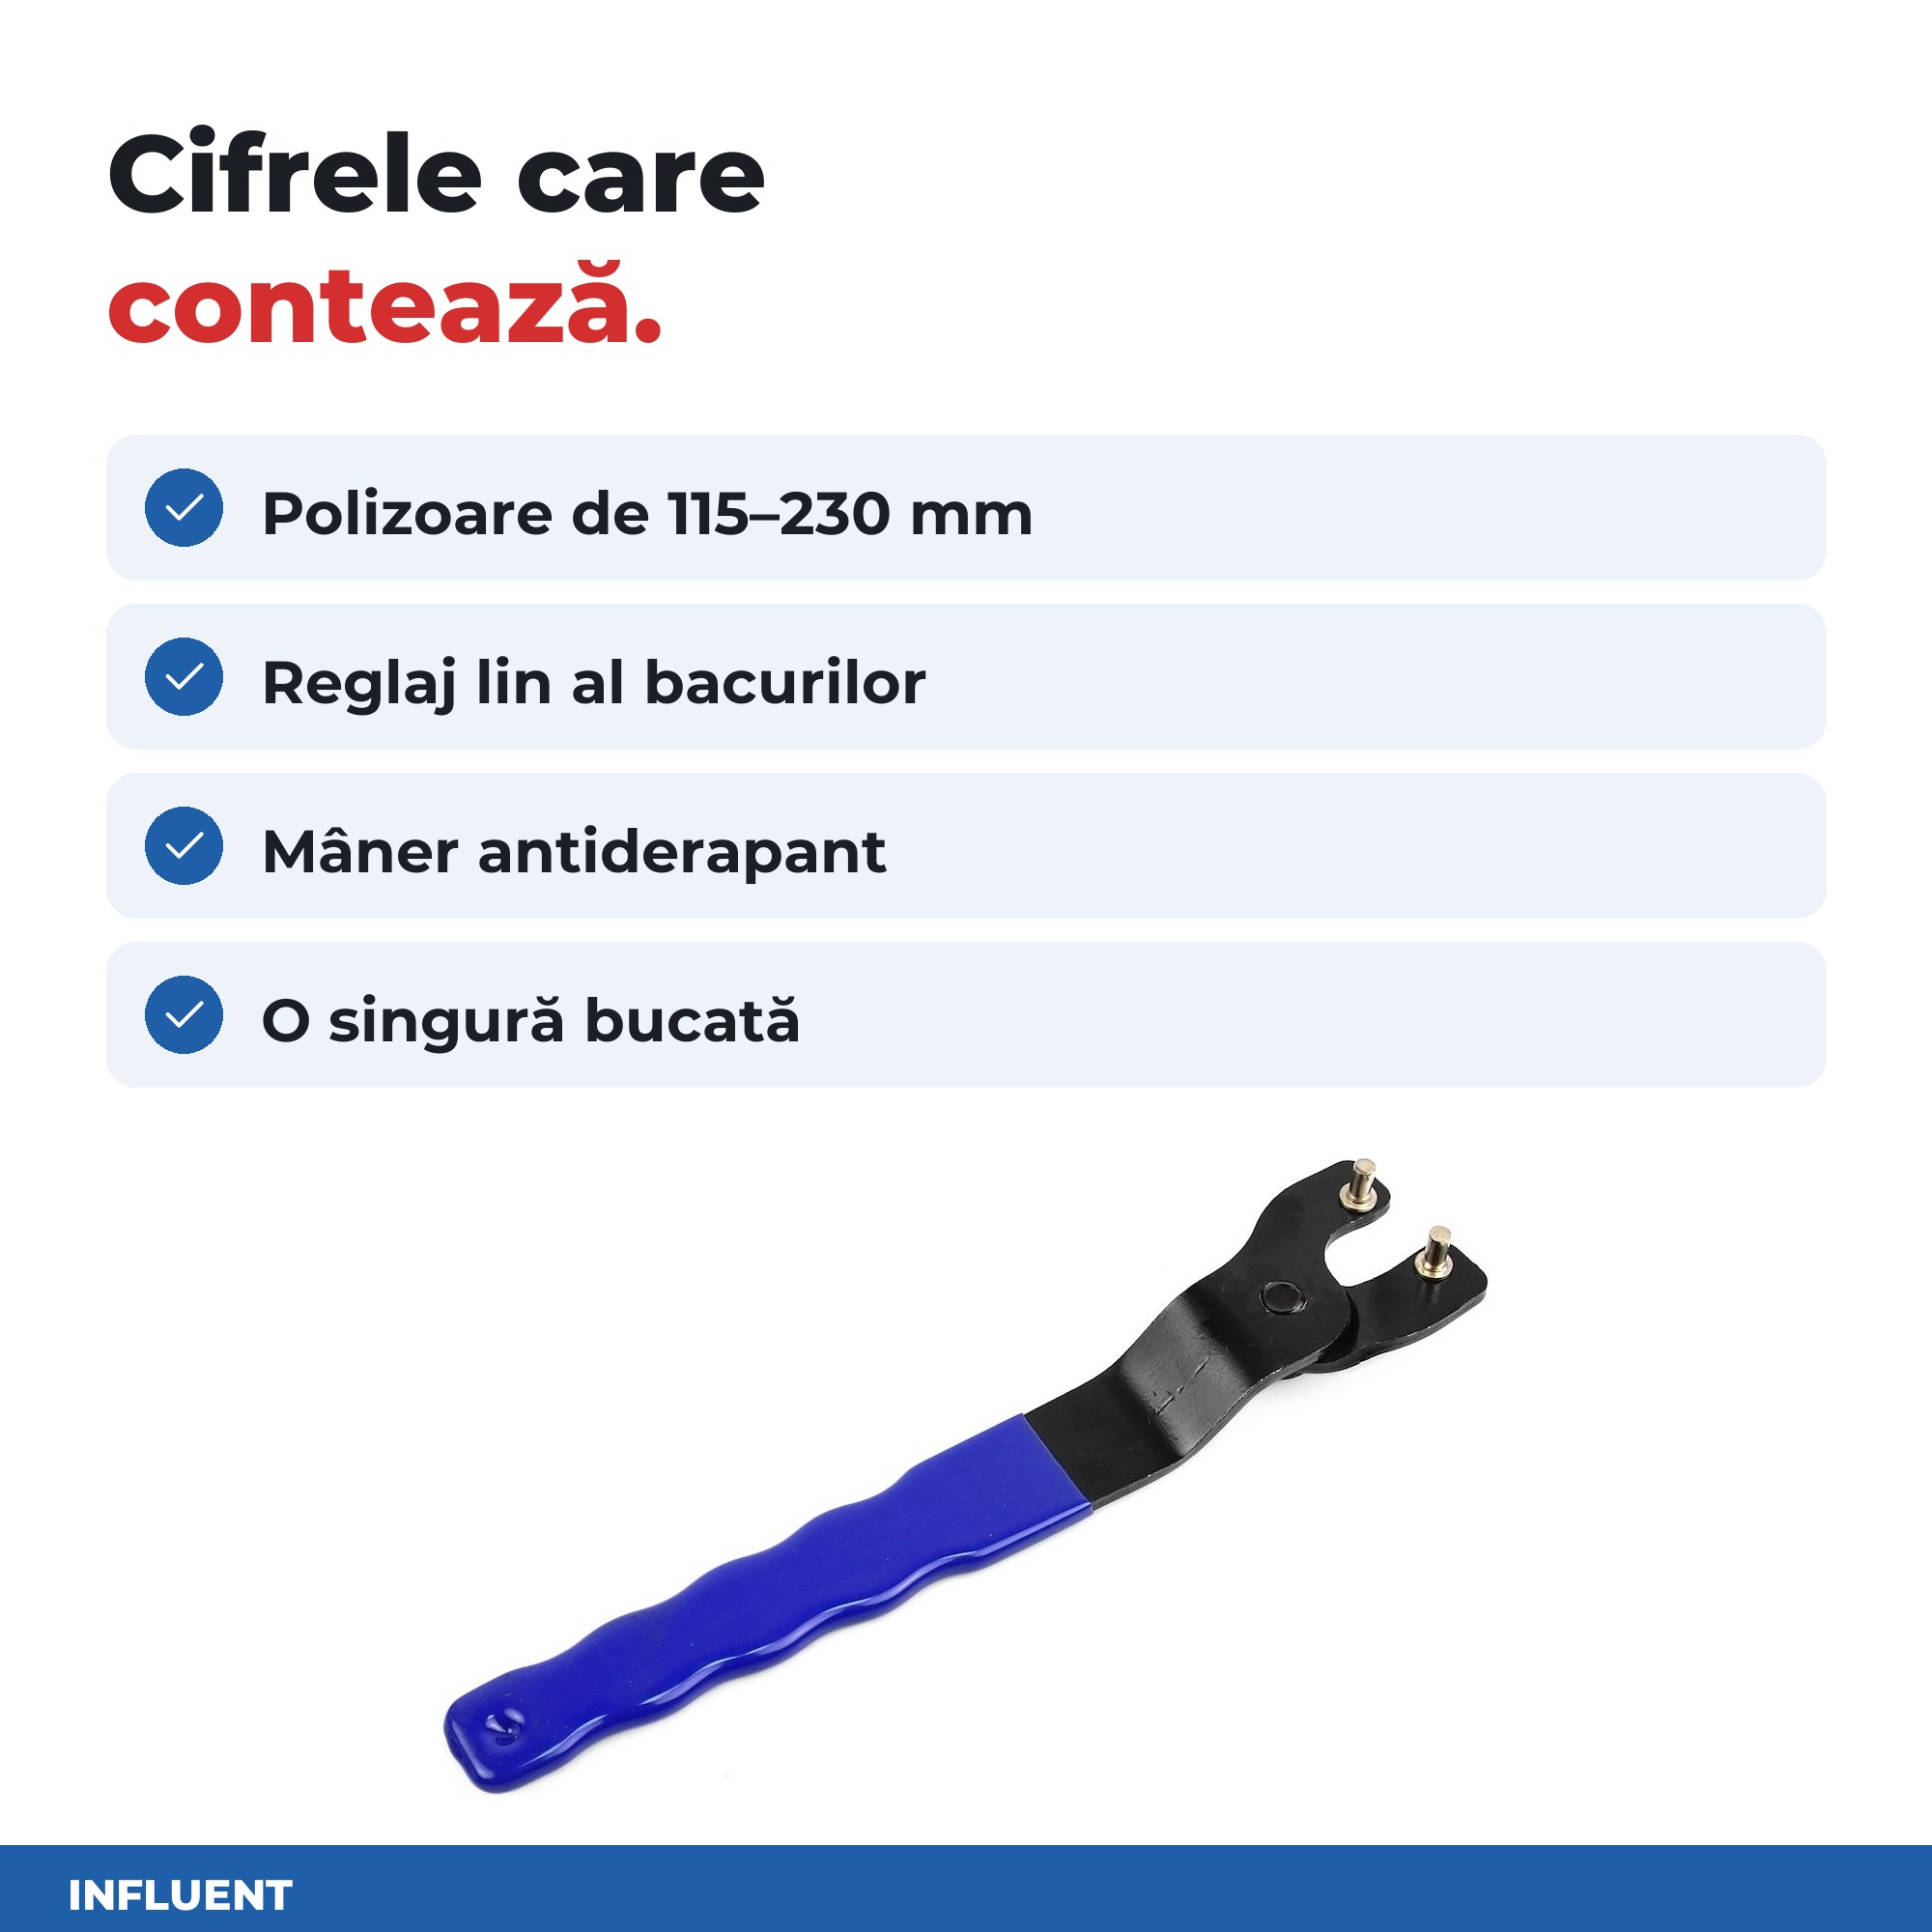 Cifrele care
contează.
Polizoare de 115–230 mm
Reglaj lin al bacurilor
Mâner antiderapant
O singură bucată
INFLUENT